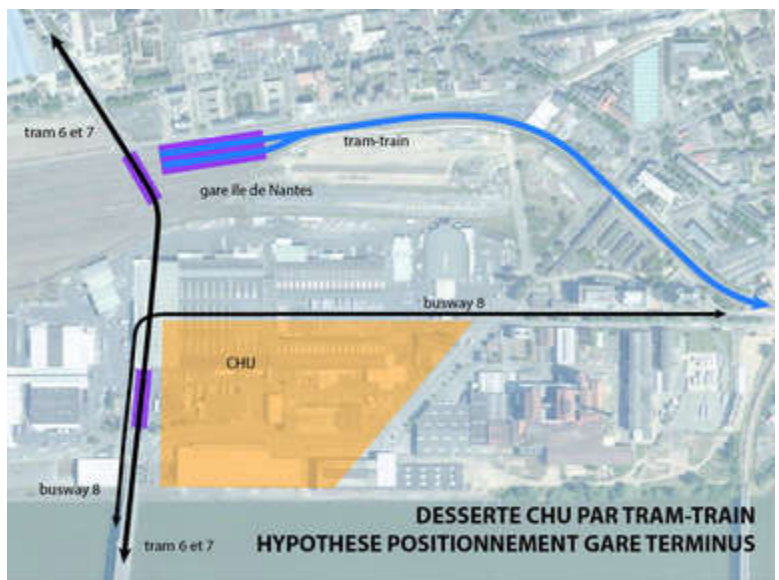 tram 6 et 7
tram-train
gare ile de Nantes
busway 8
CHU
busway 8
DESSERTE CHU PAR TRAM-TRAIN
tram 6 et 7
HYPOTHESE POSITIONNEMENT GARE TERMINUS